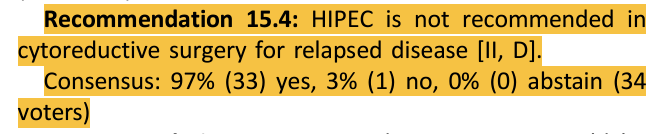 Recommendation 15.4: HIPEC is not recommended in
cytoreductive surgery for relapsed disease [II, D].
Consensus: 97% (33) yes, 3% (1) no, 0% (0) abstain (34
voters)